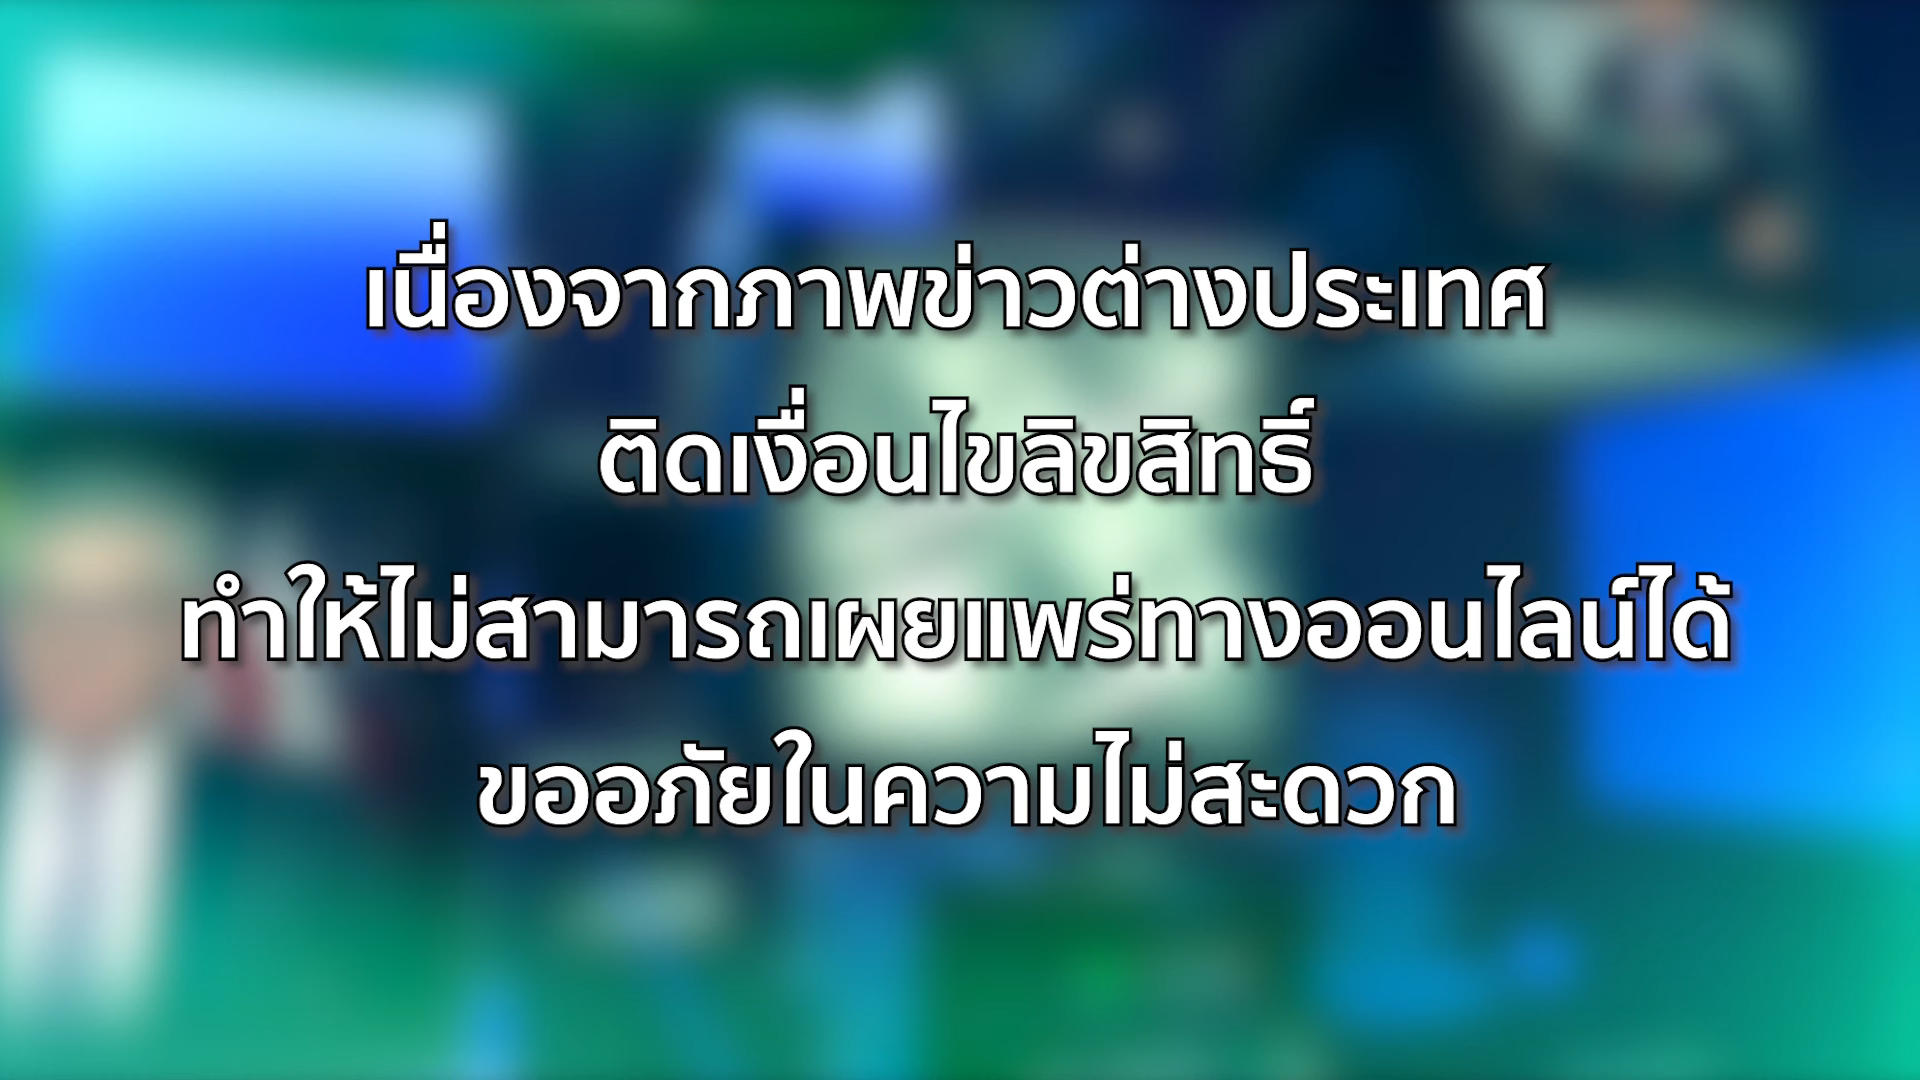 เนื่องจากภาพข่าวต่างประเทศ
ติดเงื่อนไขลิขสิทธิ์
ทำให้ไม่สามารถเผยแพร่ทางออนไลน์ได้
ขออภัยในความไม่สะดวก